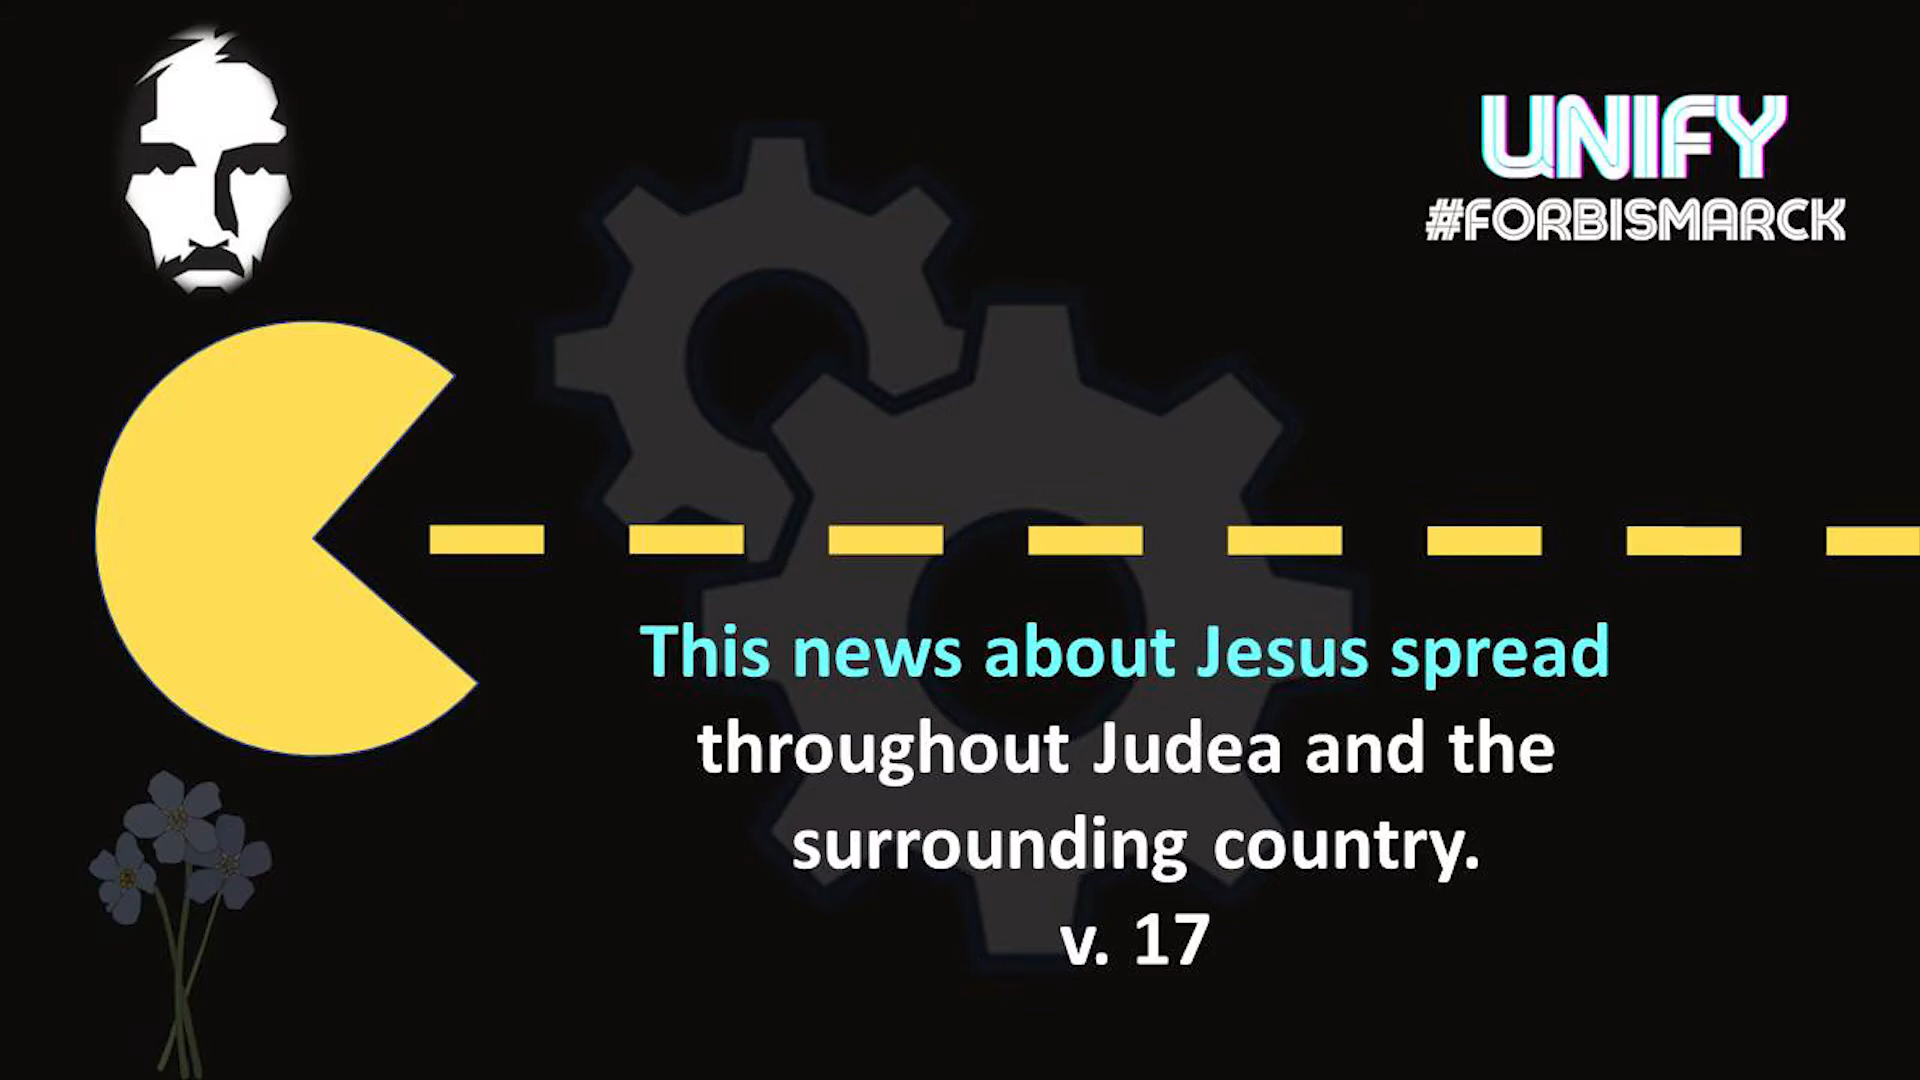 UNIFY
#FORBISMARCK
This news about Jesus spread
throughout Judea and the
surrounding country.
v. 17